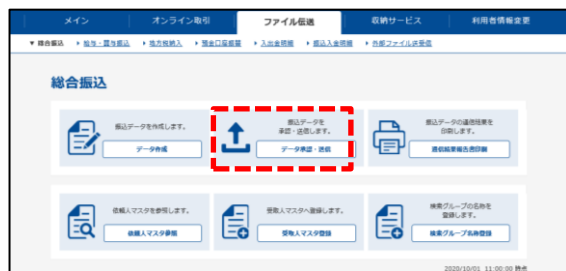 メイン オンライン取引 ファイル伝送 収納サービス 利用者情報変更
▼総合振込 ▸給与・賞与振込 ▸地方税納入 ▸預金口座振替 ▸入出金明細 ▸振込入金明細 ▸外部ファイル送受信
総合振込
振込データを作成します。
データ作成
振込データを
承認・送信します。
データ承認・送信
振込データの通信結果を
印刷します。
通信結果報告書印刷
依頼人マスタを参照します。
依頼人マスタ参照
受取人マスタへ登録します。
受取人マスタ登録
検索グループの名称を
登録します。
検索グループ名称登録
2020/10/01 11:00:00 時点